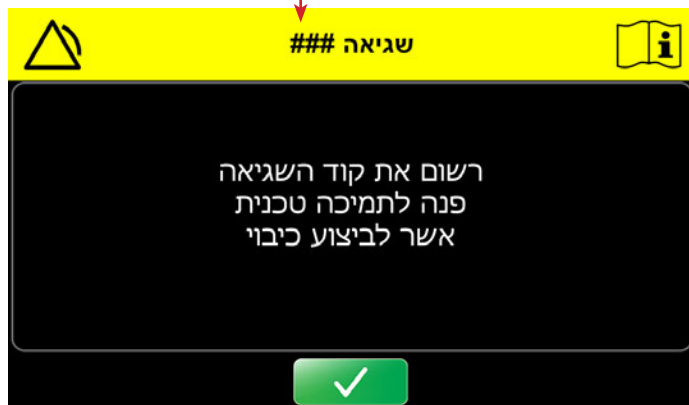 שגיאה ###
רשום את קוד השגיאה
פנה לתמיכה טכנית
אשר לביצוע כיבוי